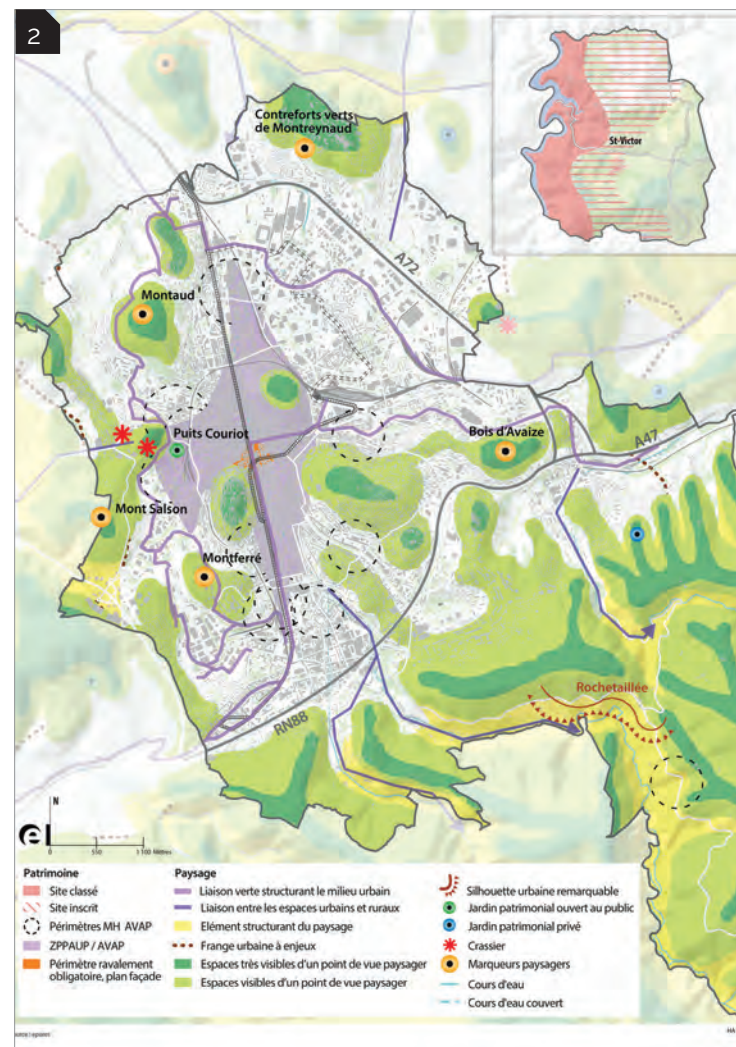 2
St-Victor
Contreforts verts
de Montreynaud
A72
Montaud
Puits Couriot
Bois d'Avaize
A47
Mont Salson
Montferré
Rochetaillée
RN88
N
0 550 1 100 Mètres
Patrimoine
Site classé
Site inscrit
Périmètres MH AVAP
ZPPAUP / AVAP
Périmètre ravalement
obligatoire, plan façade
Paysage
Liaison verte structurant le milieu urbain
Liaison entre les espaces urbains et ruraux
Elément structurant du paysage
Frange urbaine à enjeux
Espaces très visibles d'un point de vue paysager
Espaces visibles d'un point de vue paysager
Silhouette urbaine remarquable
Jardin patrimonial ouvert au public
Jardin patrimonial privé
Crassier
Marqueurs paysagers
Cours d'eau
Cours d'eau couvert